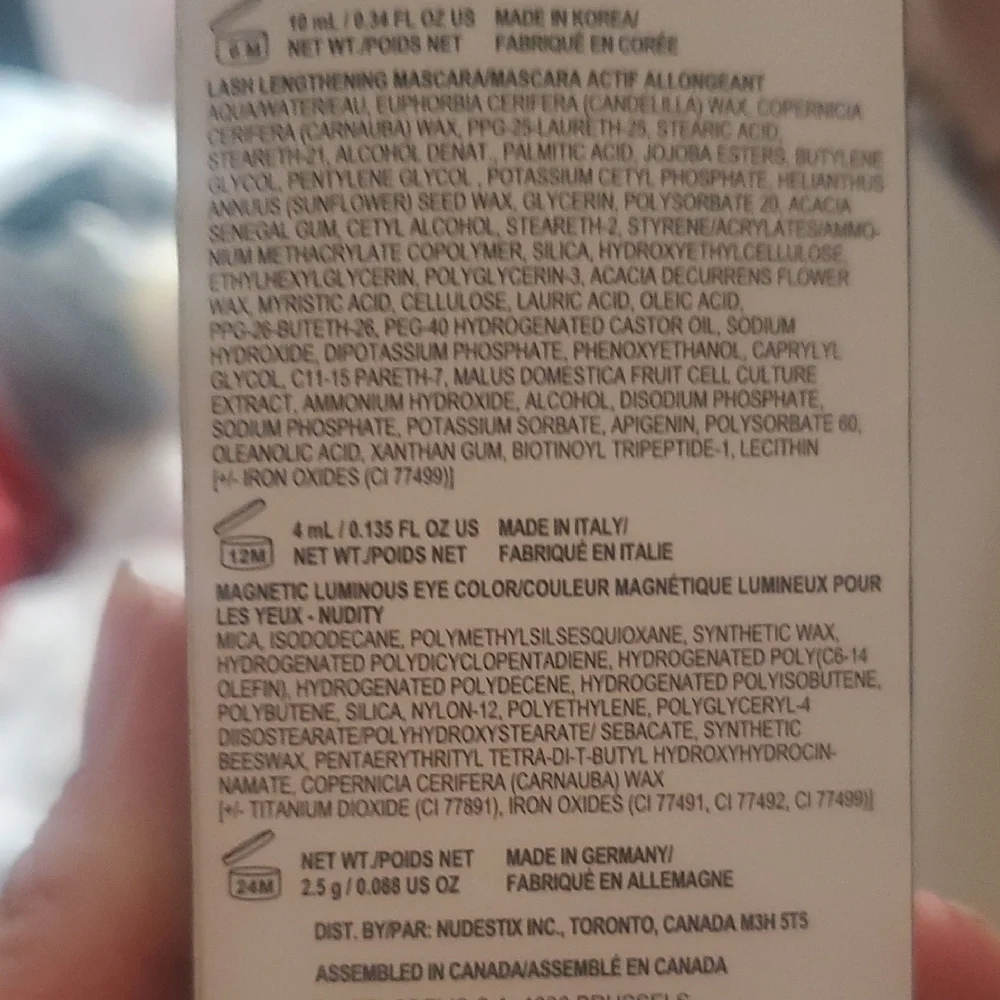 10 mL / 0.34 FL OZ US MADE IN KOREA/
6 M NET WT./POIDS NET FABRIQUÉ EN CORÉE
LASH LENGTHENING MASCARA/MASCARA ACTIF ALLONGEANT
AQUA/WATER/EAU, EUPHORBIA CERIFERA (CANDELILLA) WAX, COPERNICIA
CERIFERA (CARNAUBA) WAX, PPG-25-LAURETH-25, STEARIC ACID,
STEARETH-21, ALCOHOL DENAT., PALMITIC ACID, JOJOBA ESTERS, BUTYLENE
GLYCOL, PENTYLENE GLYCOL , POTASSIUM CETYL PHOSPHATE, HELIANTHUS
ANNUUS (SUNFLOWER) SEED WAX, GLYCERIN, POLYSORBATE 20, ACACIA
SENEGAL GUM, CETYL ALCOHOL, STEARETH-2, STYRENE/ACRYLATES/AMMO-
NIUM METHACRYLATE COPOLYMER, SILICA, HYDROXYETHYLCELLULOSE,
ETHYLHEXYLGLYCERIN, POLYGLYCERIN-3, ACACIA DECURRENS FLOWER
WAX, MYRISTIC ACID, CELLULOSE, LAURIC ACID, OLEIC ACID,
PPG-26-BUTETH-26, PEG-40 HYDROGENATED CASTOR OIL, SODIUM
HYDROXIDE, DIPOTASSIUM PHOSPHATE, PHENOXYETHANOL, CAPRYLYL
GLYCOL, C11-15 PARETH-7, MALUS DOMESTICA FRUIT CELL CULTURE
EXTRACT, AMMONIUM HYDROXIDE, ALCOHOL, DISODIUM PHOSPHATE,
SODIUM PHOSPHATE, POTASSIUM SORBATE, APIGENIN, POLYSORBATE 60,
OLEANOLIC ACID, XANTHAN GUM, BIOTINOYL TRIPEPTIDE-1, LECITHIN
[+/- IRON OXIDES (CI 77499)]
4 mL / 0.135 FL OZ US MADE IN ITALY/
12M NET WT./POIDS NET FABRIQUÉ EN ITALIE
MAGNETIC LUMINOUS EYE COLOR/COULEUR MAGNÉTIQUE LUMINEUX POUR
LES YEUX - NUDITY
MICA, ISODODECANE, POLYMETHYLSILSESQUIOXANE, SYNTHETIC WAX,
HYDROGENATED POLYDICYCLOPENTADIENE, HYDROGENATED POLY(C6-14
OLEFIN), HYDROGENATED POLYDECENE, HYDROGENATED POLYISOBUTENE,
POLYBUTENE, SILICA, NYLON-12, POLYETHYLENE, POLYGLYCERYL-4
DIISOSTEARATE/POLYHYDROXYSTEARATE/ SEBACATE, SYNTHETIC
BEESWAX, PENTAERYTHRITYL TETRA-DI-T-BUTYL HYDROXYHYDROCIN-
NAMATE, COPERNICIA CERIFERA (CARNAUBA) WAX
[+/- TITANIUM DIOXIDE (CI 77891), IRON OXIDES (CI 77491, CI 77492, CI 77499)]
NET WT./POIDS NET MADE IN GERMANY/
24M 2.5 g / 0.088 US OZ FABRIQUÉ EN ALLEMAGNE
DIST. BY/PAR: NUDESTIX INC., TORONTO, CANADA M3H 5T5
ASSEMBLED IN CANADA/ASSEMBLÉ EN CANADA